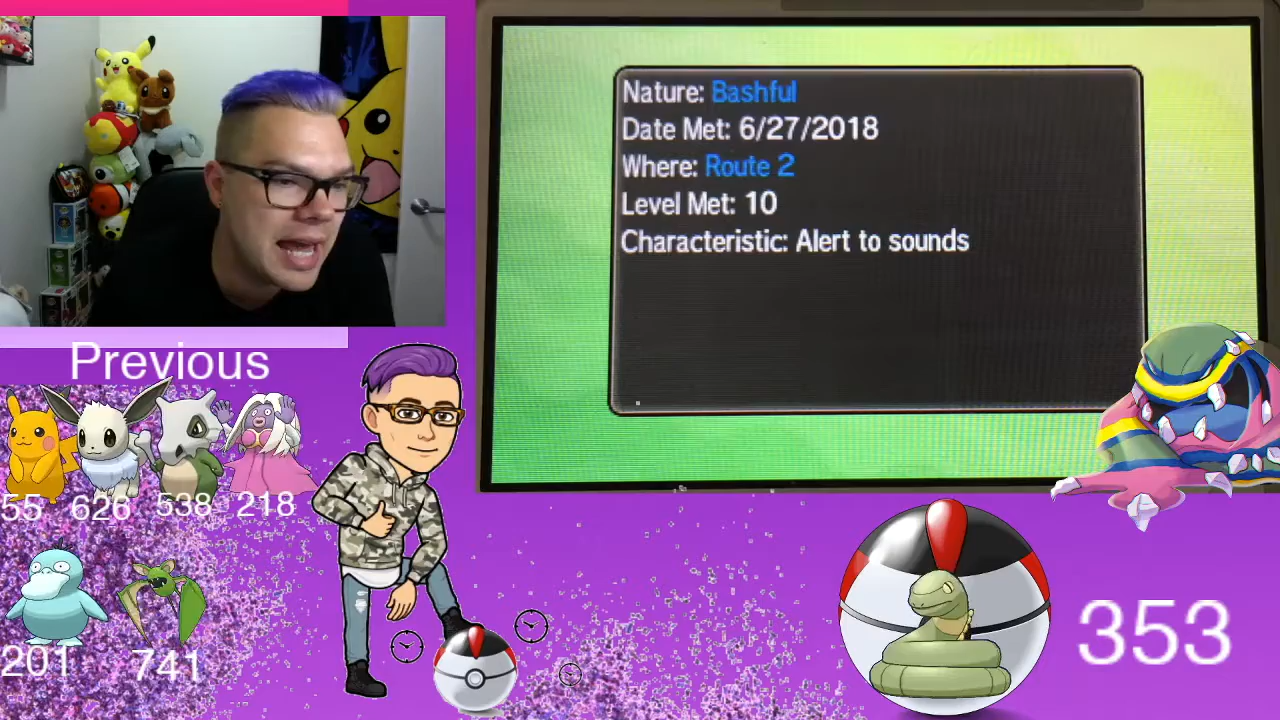 Nature: Bashful
Date Met: 6/27/2018
Where: Route 2
Level Met: 10
Characteristic: Alert to sounds
Previous
55 626 538 218
201 741
353